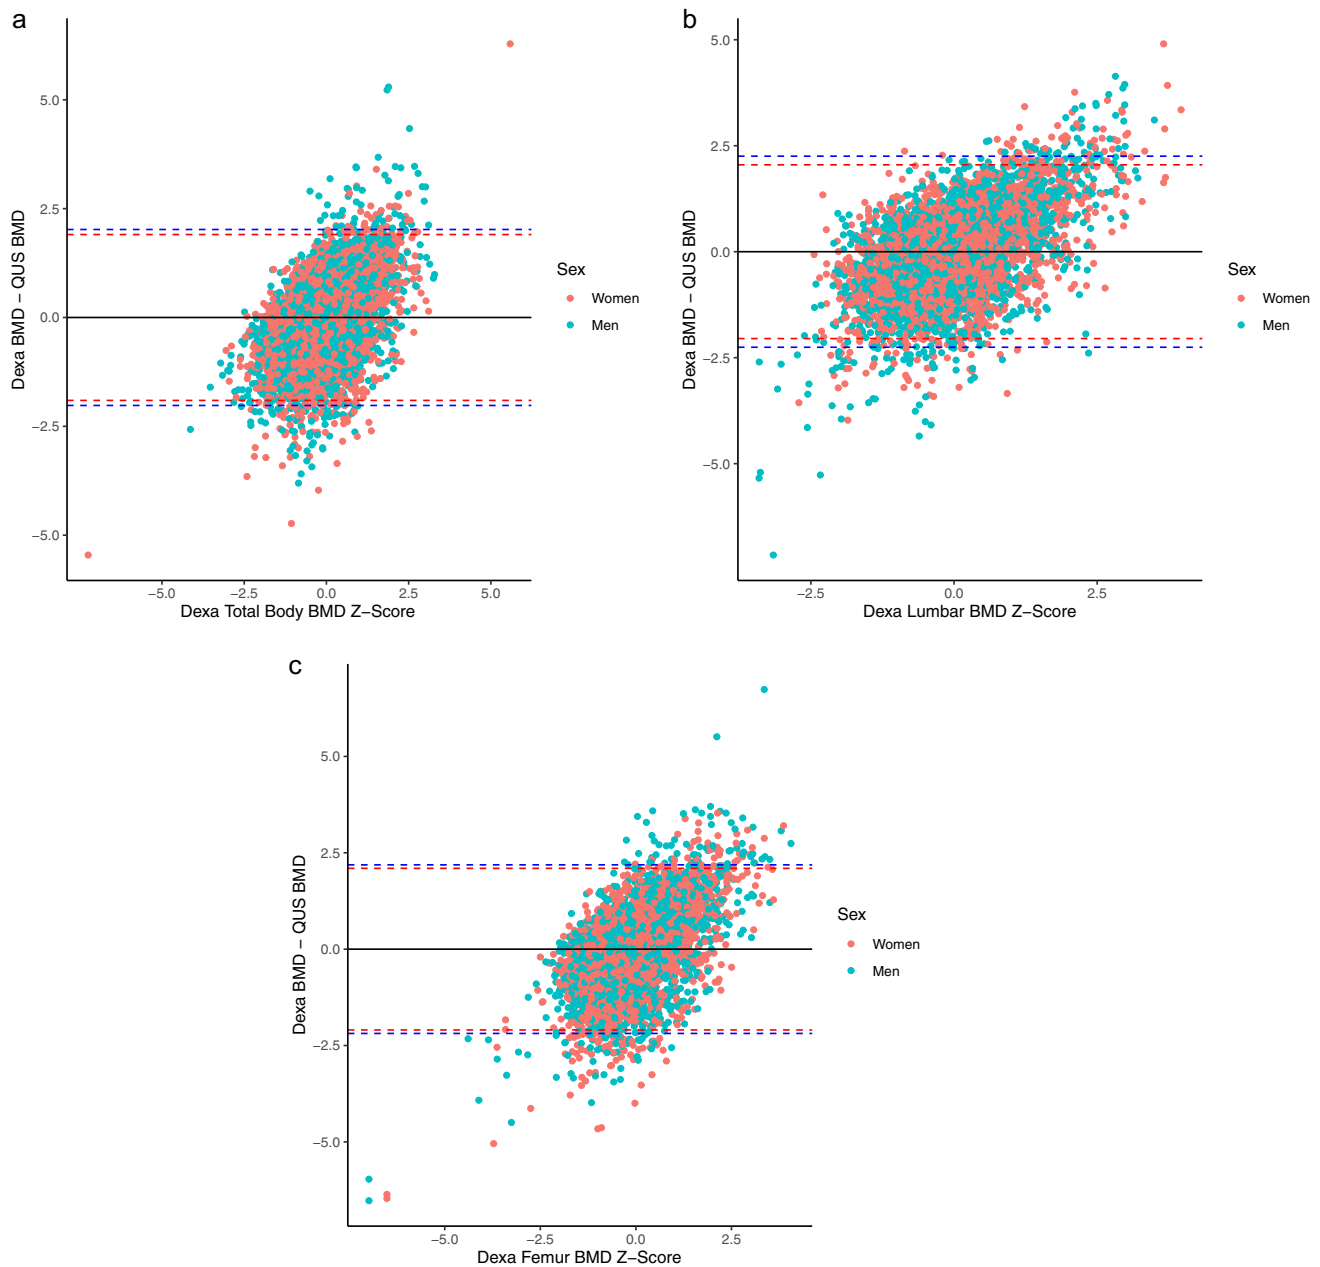 a
Dexa BMD − QUS BMD
5.0
2.5
0.0
−2.5
−5.0
−5.0
−2.5
0.0
2.5
5.0
Dexa Total Body BMD Z−Score
Sex
Women
Men
b
Dexa BMD − QUS BMD
5.0
2.5
0.0
−2.5
−5.0
−2.5
0.0
2.5
Dexa Lumbar BMD Z−Score
Sex
Women
Men
c
Dexa BMD − QUS BMD
5.0
2.5
0.0
−2.5
−5.0
−5.0
−2.5
0.0
2.5
Dexa Femur BMD Z−Score
Sex
Women
Men